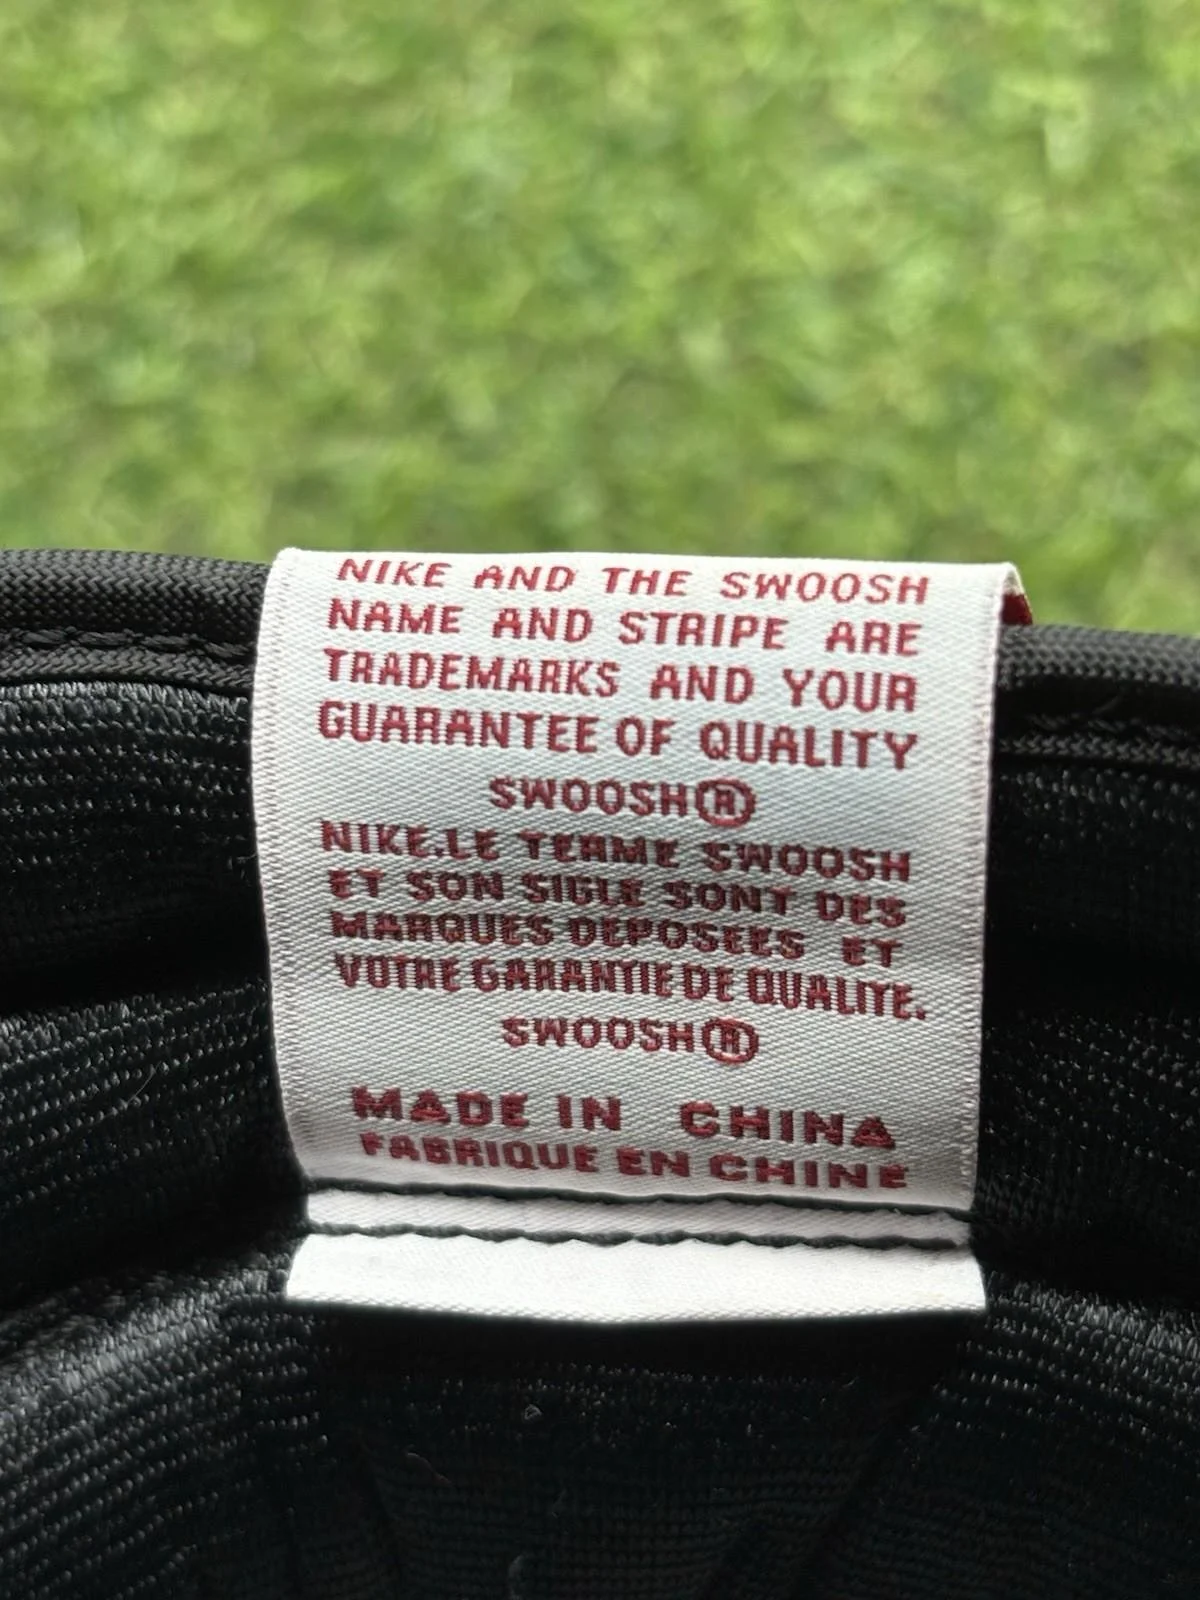 NIKE AND THE SWOOSH
NAME AND STRIPE ARE
TRADEMARKS AND YOUR
GUARANTEE OF QUALITY
SWOOSH®
NIKE.LE TERME SWOOSH
ET SON SIGLE SONT DES
MARQUES DEPOSEES ET
VOTRE GARANTIE DE QUALITE.
SWOOSH®
MADE IN CHINA
FABRIQUE EN CHINE